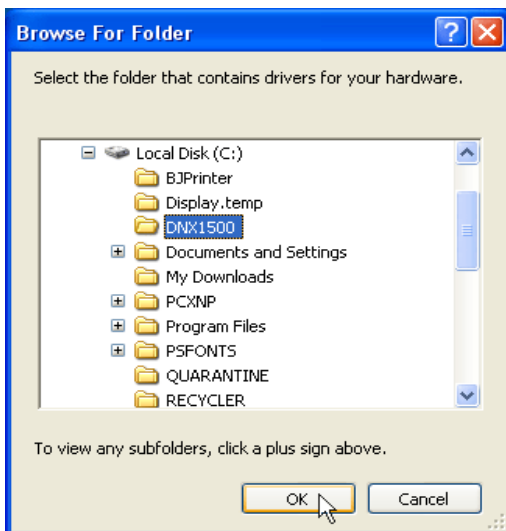 Browse For Folder
Select the folder that contains drivers for your hardware.
Local Disk (C:)
BJPrinter
Display.temp
DNX1500
Documents and Settings
My Downloads
PCXNP
Program Files
PSFONTS
QUARANTINE
RECYCLER
To view any subfolders, click a plus sign above.
OK Cancel